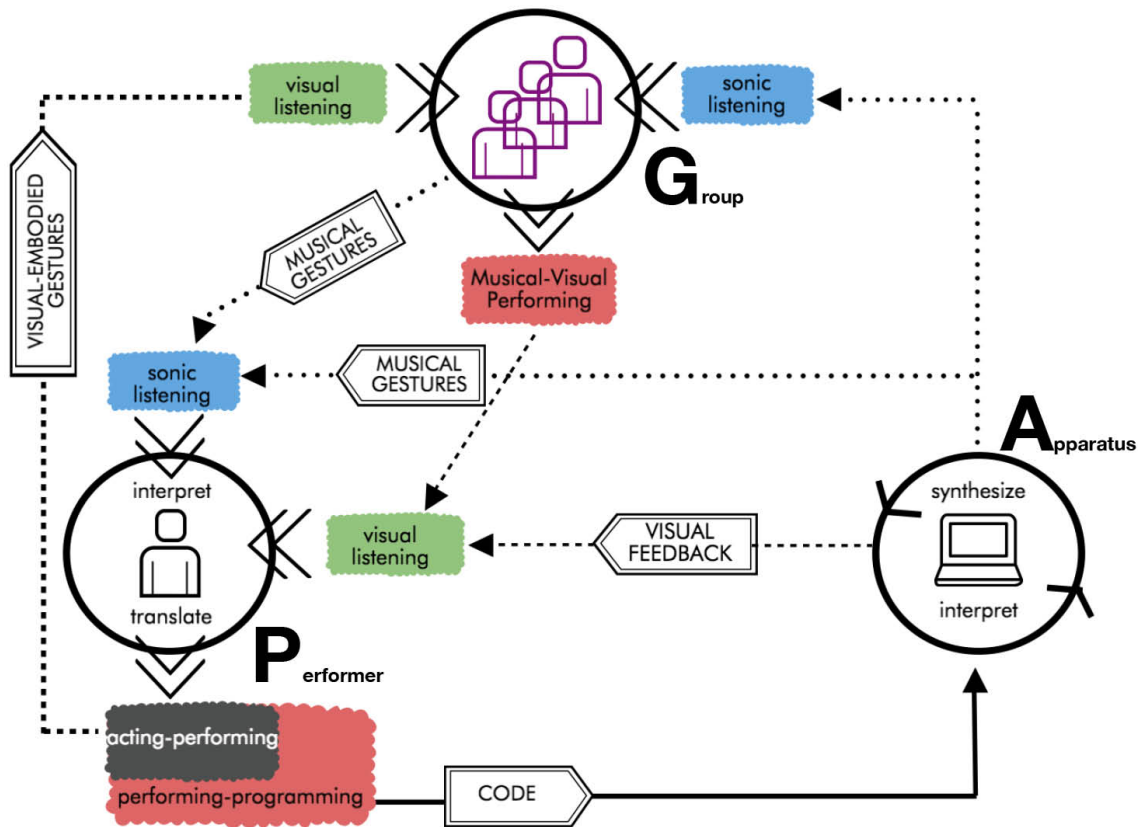 visual
listening
sonic
listening
Group
VISUAL-EMBODIED
GESTURES
MUSICAL
GESTURES
Musical-Visual
Performing
sonic
listening
MUSICAL
GESTURES
Apparatus
interpret
translate
visual
listening
VISUAL
FEEDBACK
synthesize
interpret
Performer
acting-performing
performing-programming
CODE